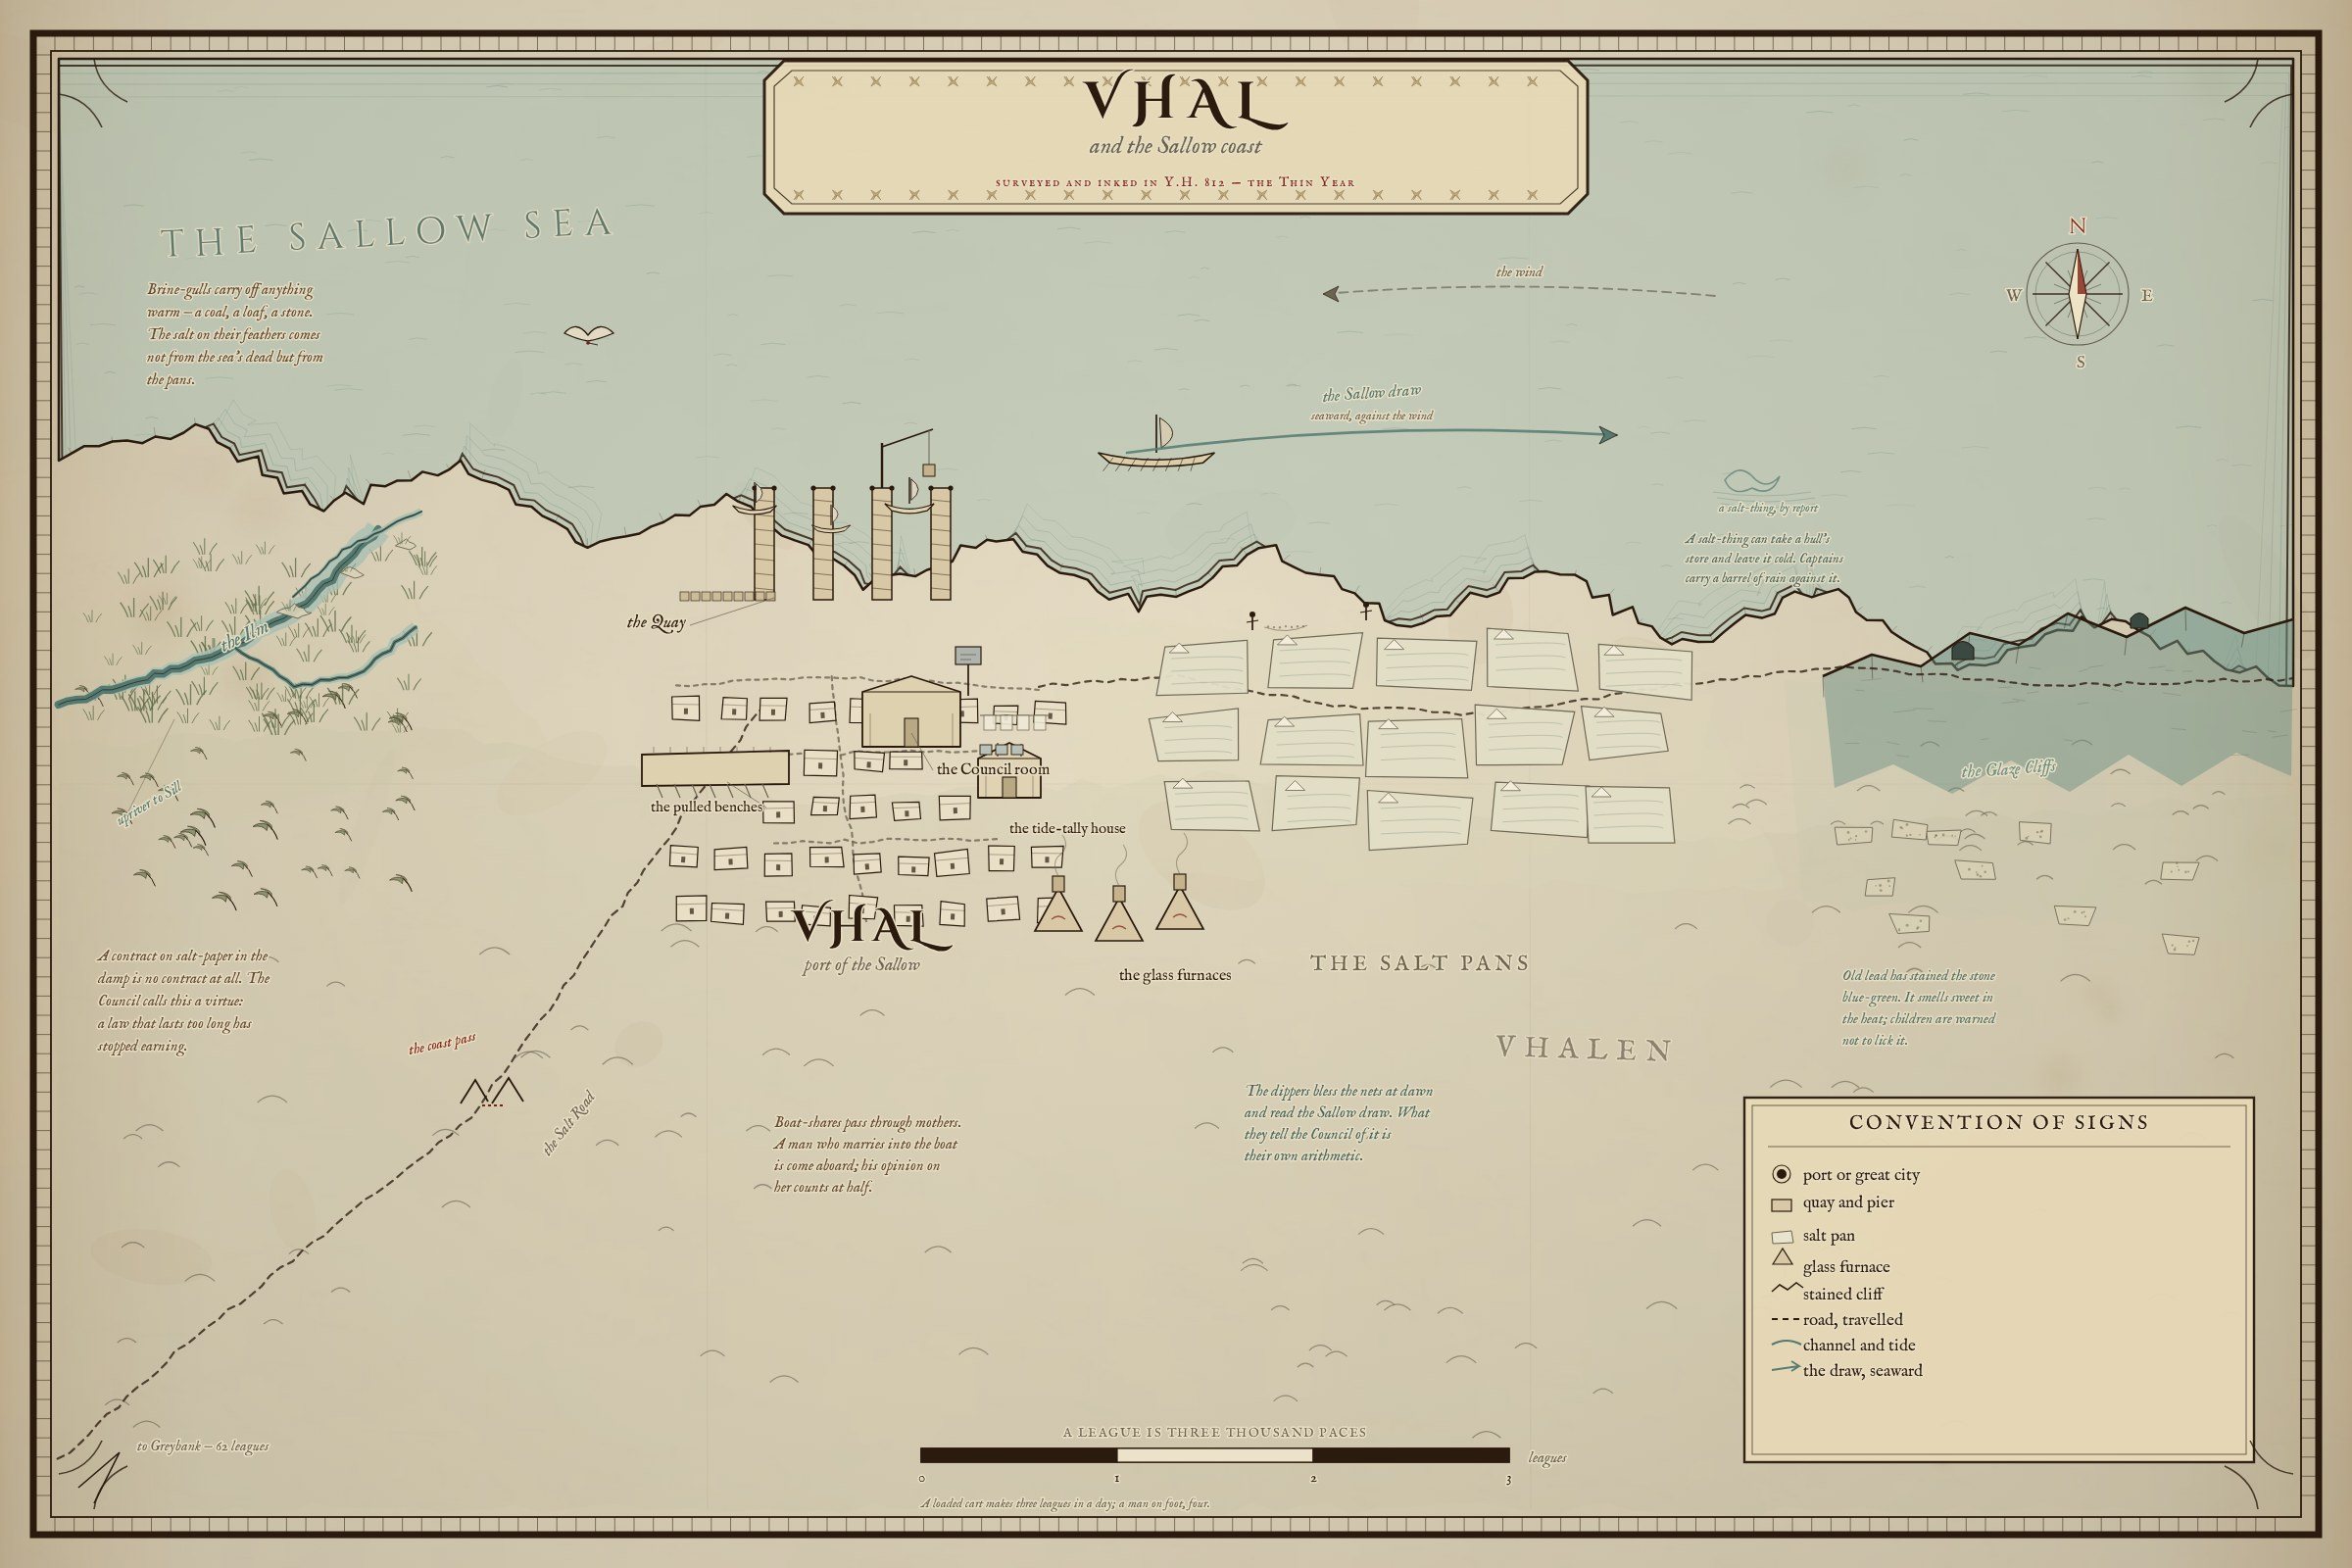 VHAL
and the Sallow coast
SURVEYED AND INKED IN Y.H. 812 — THE THIN YEAR
THE SALLOW SEA
Brine-gulls carry off anything
warm — a coal, a loaf, a stone.
The salt on their feathers comes
not from the sea's dead but from
the pans.
the wind
N
W
E
S
the Sallow draw
seaward, against the wind
a salt-thing, by report
A salt-thing can take a hull's
store and leave it cold. Captains
carry a barrel of rain against it.
the Quay
the Ilm
upriver to Sill
the Council room
the pulled benches
the tide-tally house
the Glaze Cliffs
VHAL
port of the Sallow
the glass furnaces
THE SALT PANS
VHALEN
A contract on salt-paper in the
damp is no contract at all. The
Council calls this a virtue:
a law that lasts too long has
stopped earning.
Old lead has stained the stone
blue-green. It smells sweet in
the heat; children are warned
not to lick it.
the coast pass
the Salt Road
Boat-shares pass through mothers.
A man who marries into the boat
is come aboard; his opinion on
her counts at half.
The dippers bless the nets at dawn
and read the Sallow draw. What
they tell the Council of it is
their own arithmetic.
CONVENTION OF SIGNS
port or great city
quay and pier
salt pan
glass furnace
stained cliff
road, travelled
channel and tide
the draw, seaward
to Greybank — 62 leagues
A LEAGUE IS THREE THOUSAND PACES
leagues
0 1 2 3
A loaded cart makes three leagues in a day; a man on foot, four.